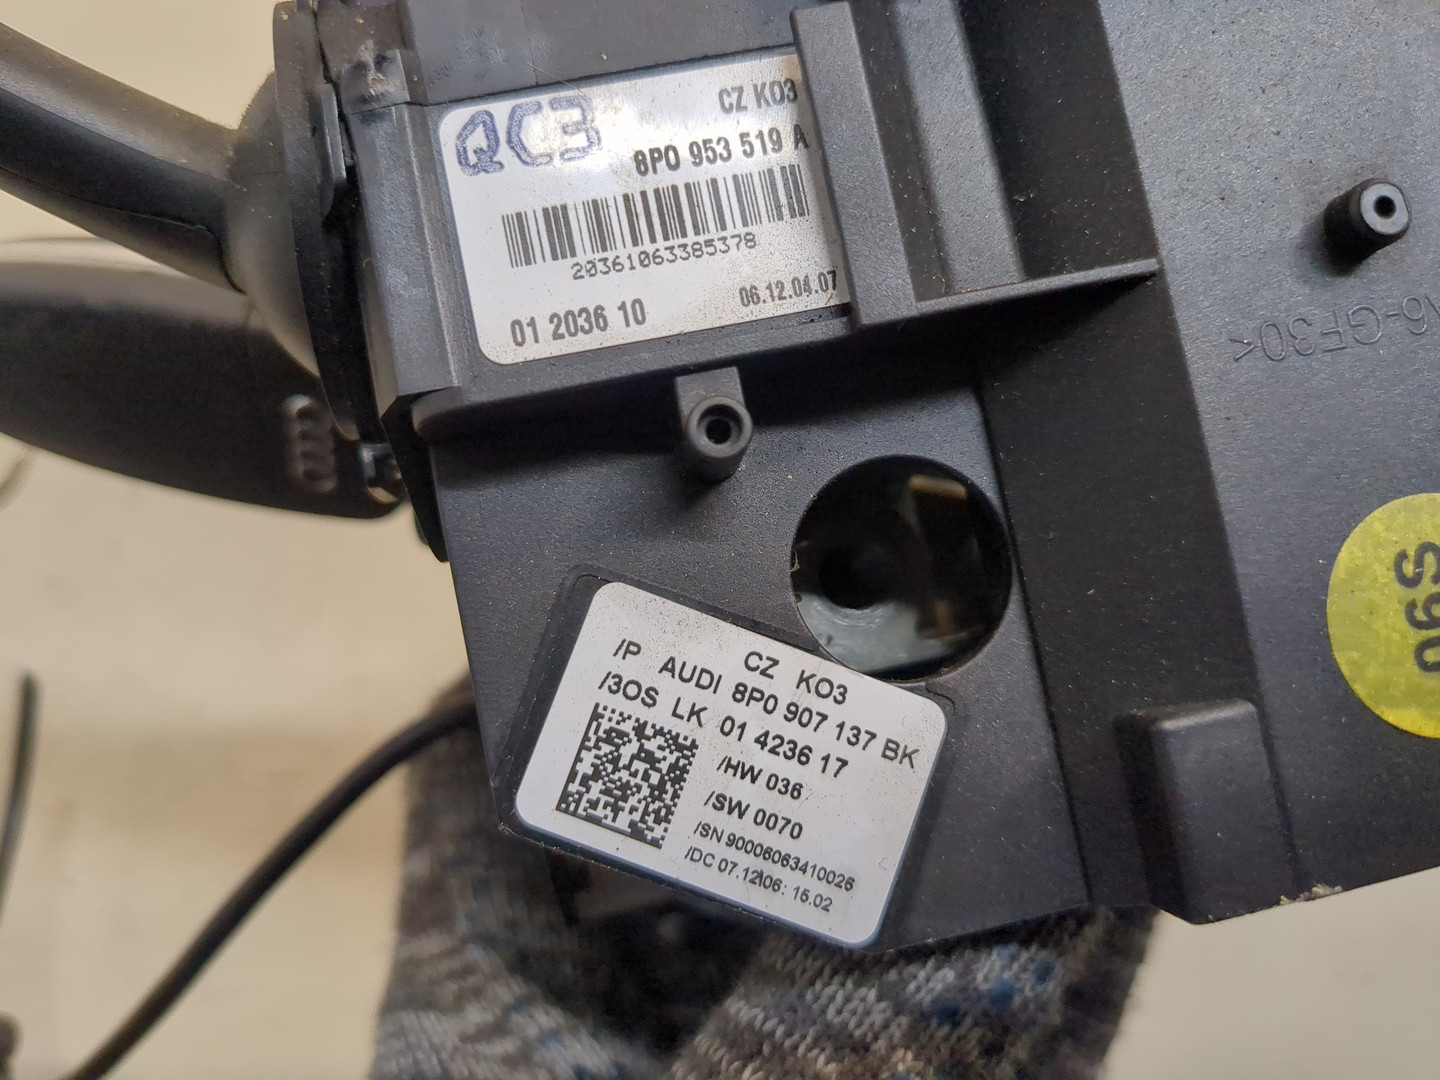 QC3
CZ KO3
8P0 953 519 A
20361063385378
01 2036 10
06.12.04.07
A6-GF30<
06S
CZ KO3
/P AUDI 8P0 907 137 BK
/3OS LK 01 4236 17
/HW 036
/SW 0070
/SN 90006063410026
/DC 07.12.06: 15.02